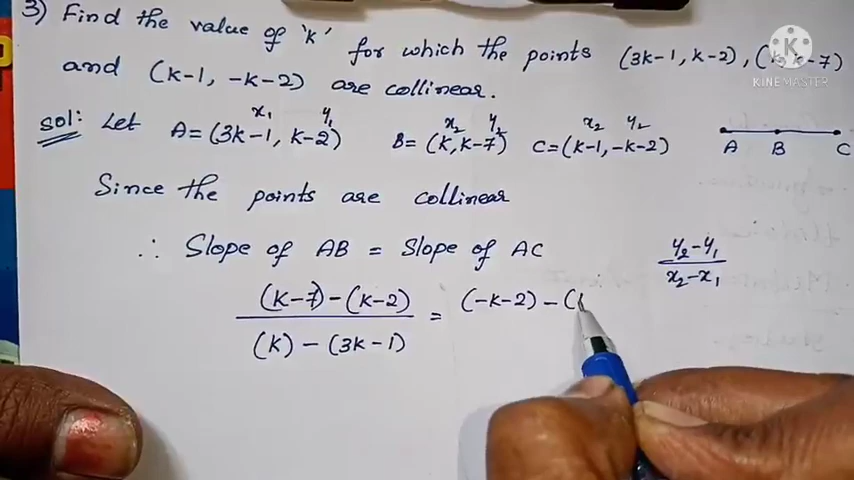 3) Find the value of 'k' for which the points (3k-1, k-2), (k, k-7)
and (k-1, -k-2) are collinear.
KINEMASTER
x₁ y₁ x₂ y₂ x₂ y₂
Sol: Let A=(3k-1, k-2) B=(k, k-7) C=(k-1, -k-2)
A B C
Since the points are collinear
∴ Slope of AB = Slope of AC
(k-7)-(k-2) / (k)-(3k-1) = (-k-2)-(
y₂-y₁ / x₂-x₁